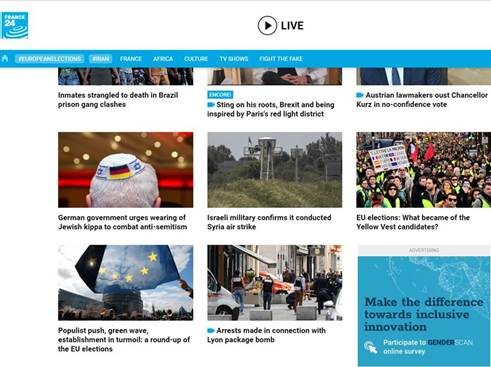 FRANCE
24
LIVE
#EUROPEANELECTIONS #IRAN FRANCE AFRICA CULTURE TV SHOWS FIGHT THE FAKE
Inmates strangled to death in Brazil
prison gang clashes
ENCORE!
Sting on his roots, Brexit and being
inspired by Paris's red light district
Austrian lawmakers oust Chancellor
Kurz in no-confidence vote
German government urges wearing of
Jewish kippa to combat anti-semitism
Israeli military confirms it conducted
Syria air strike
EU elections: What became of the
Yellow Vest candidates?
Populist push, green wave,
establishment in turmoil: a round-up of
the EU elections
Arrests made in connection with
Lyon package bomb
ADVERTISING
Make the difference
towards inclusive
innovation
Participate to GENDERSCAN
online survey